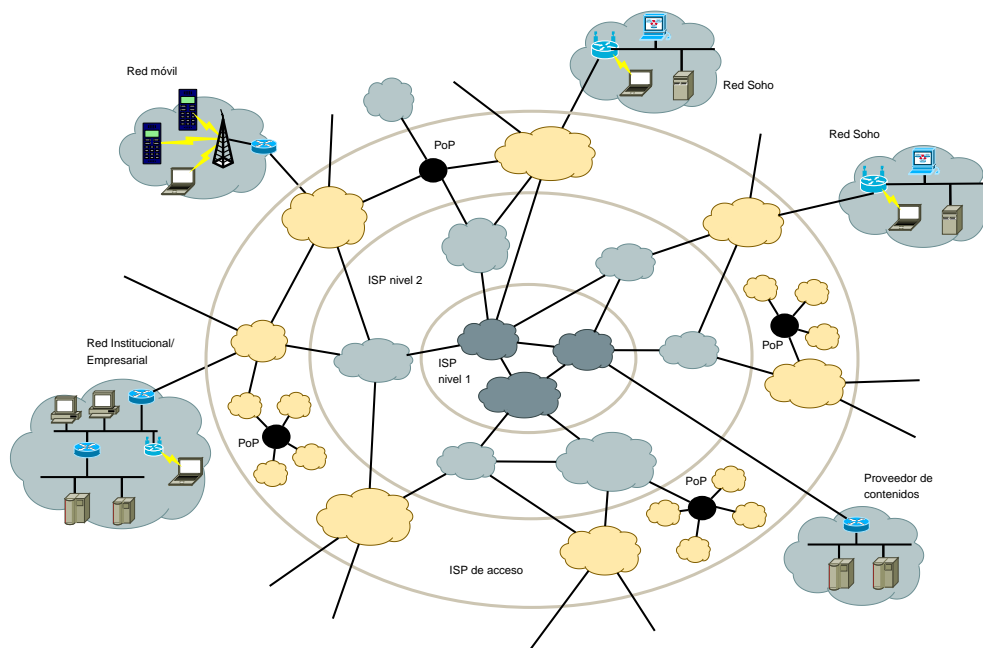 Red móvil
Red Soho
PoP
Red Soho
ISP nivel 2
Red Institucional/
Empresarial
ISP
nivel 1
PoP
PoP
PoP
Proveedor de
contenidos
ISP de acceso